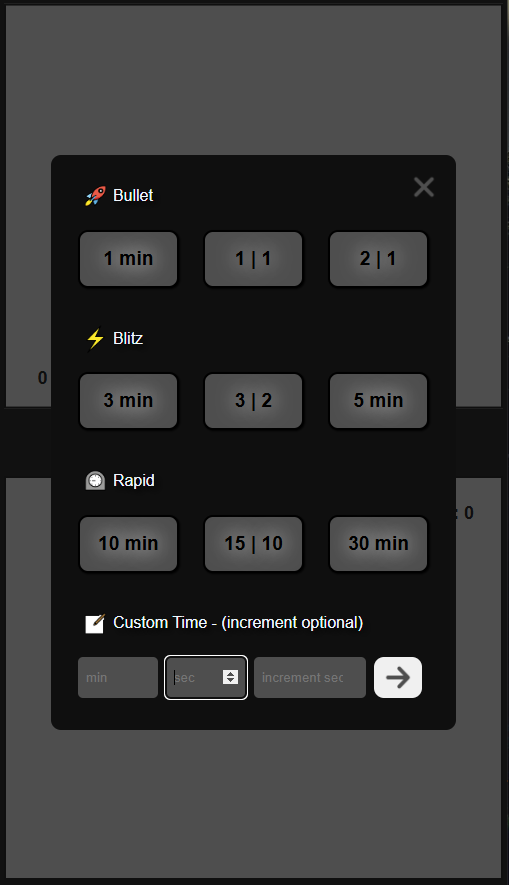 Bullet
1 min
1 | 1
2 | 1
Blitz
3 min
3 | 2
5 min
0
Rapid
: 0
10 min
15 | 10
30 min
Custom Time - (increment optional)
min
sec
increment sec